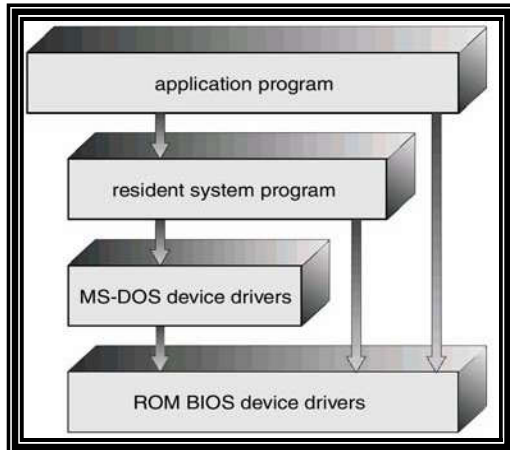 application program
resident system program
MS-DOS device drivers
ROM BIOS device drivers